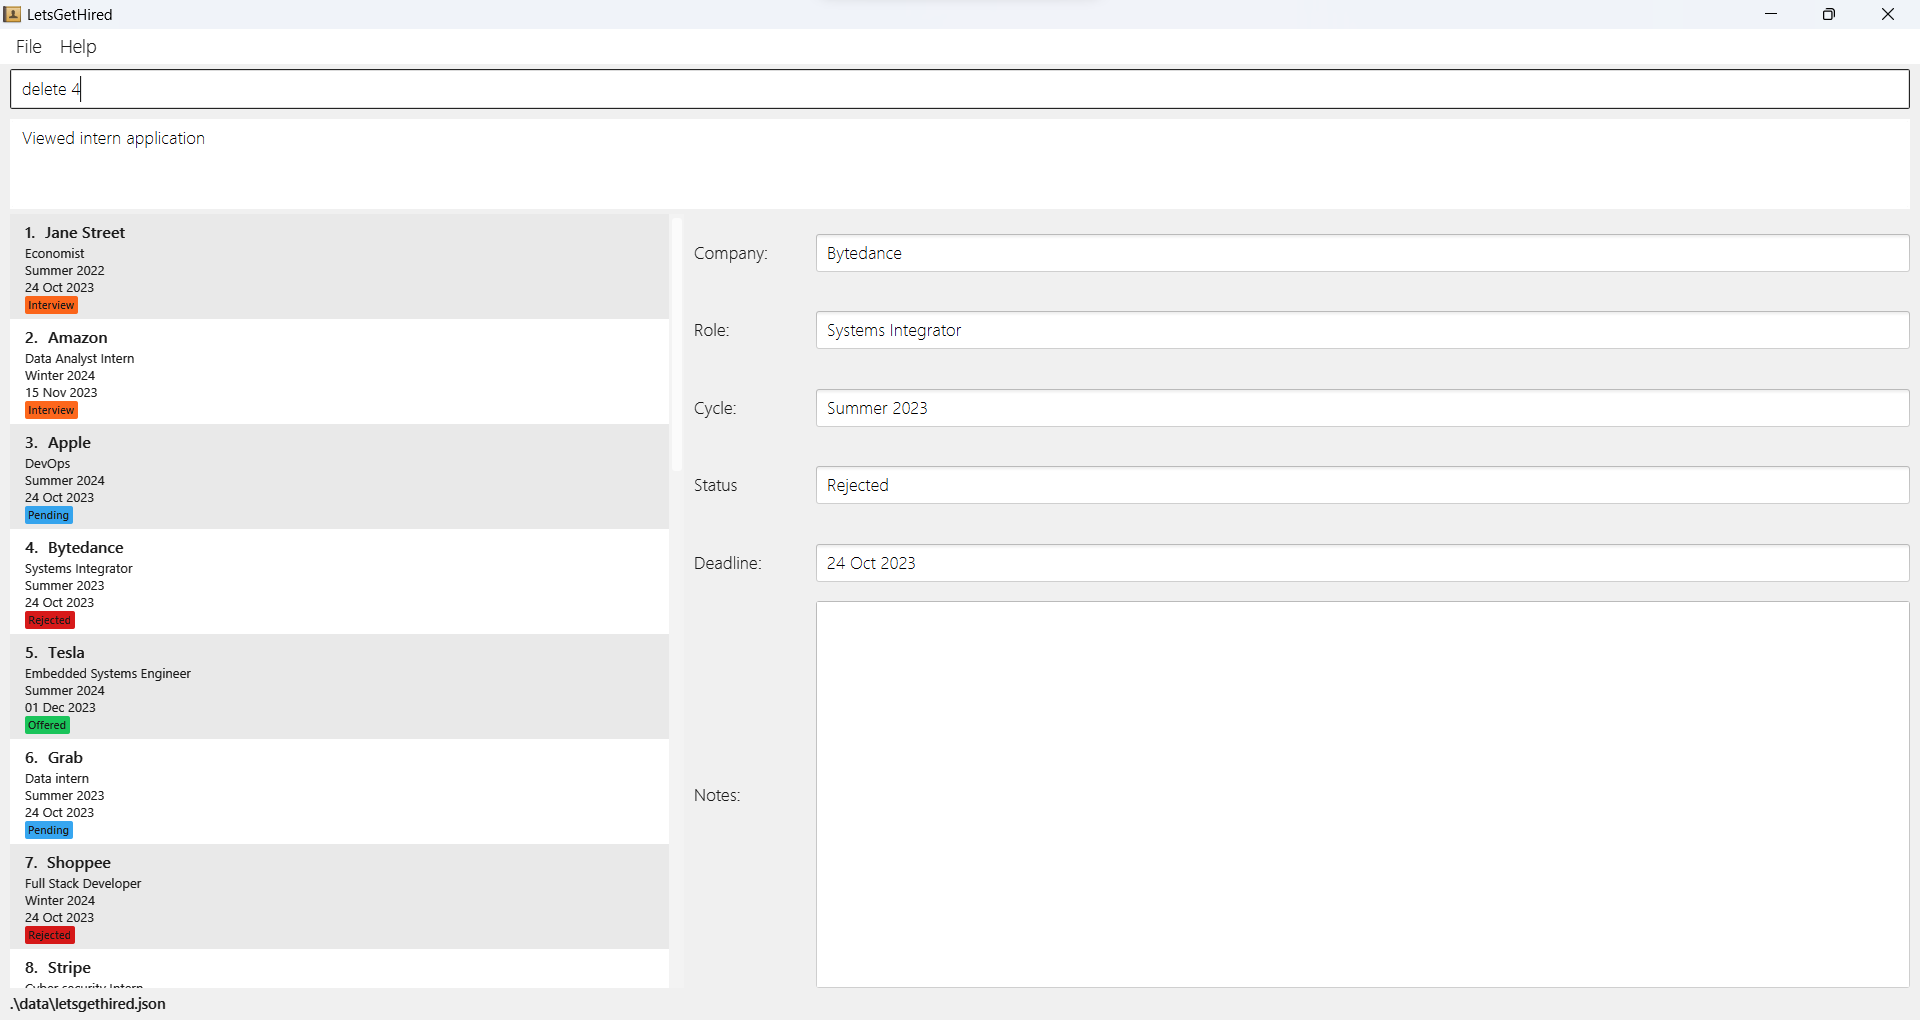 LetsGetHired
File Help
delete 4
Viewed intern application
1. Jane Street
Economist
Summer 2022
24 Oct 2023
Interview
2. Amazon
Data Analyst Intern
Winter 2024
15 Nov 2023
Interview
3. Apple
DevOps
Summer 2024
24 Oct 2023
Pending
4. Bytedance
Systems Integrator
Summer 2023
24 Oct 2023
Rejected
5. Tesla
Embedded Systems Engineer
Summer 2024
01 Dec 2023
Offered
6. Grab
Data intern
Summer 2023
24 Oct 2023
Pending
7. Shoppee
Full Stack Developer
Winter 2024
24 Oct 2023
Rejected
8. Stripe
Cyber security Intern
Company: Bytedance
Role: Systems Integrator
Cycle: Summer 2023
Status Rejected
Deadline: 24 Oct 2023
Notes:
.\data\letsgethired.json